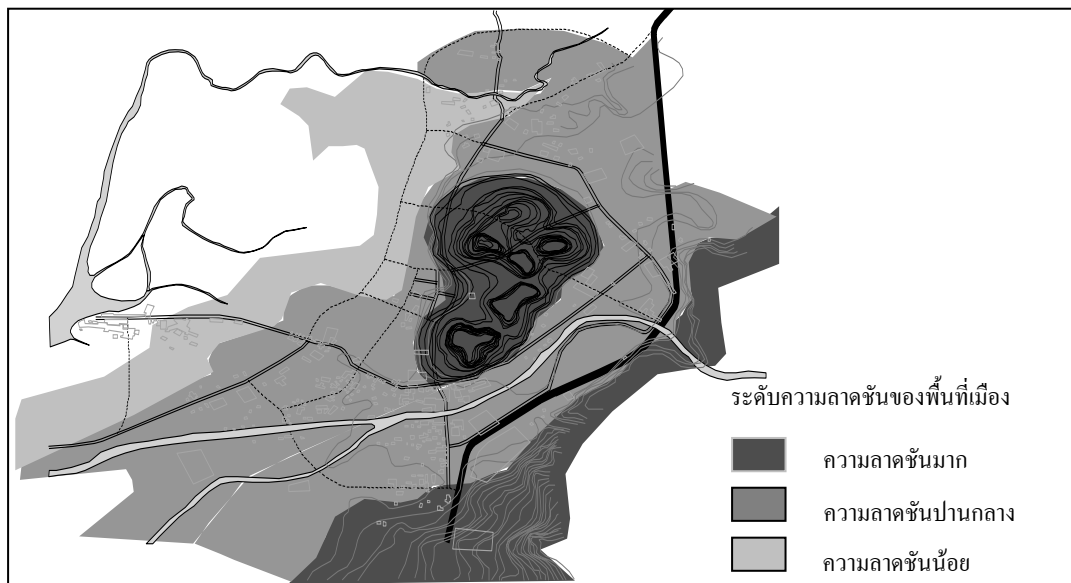 ระดับความลาดชันของพื้นที่เมือง
ความลาดชันมาก
ความลาดชันปานกลาง
ความลาดชันน้อย